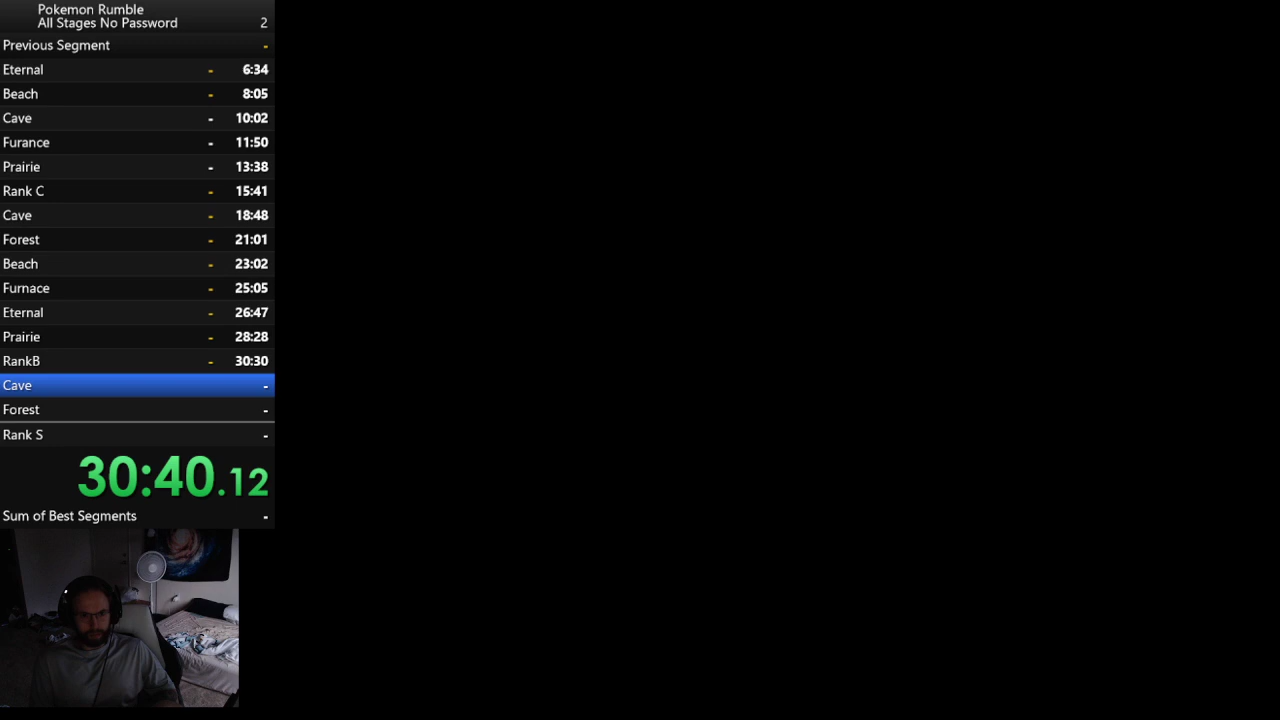 Pokemon Rumble
All Stages No Password 2
Previous Segment -
Eternal - 6:34
Beach - 8:05
Cave - 10:02
Furance - 11:50
Prairie - 13:38
Rank C - 15:41
Cave - 18:48
Forest - 21:01
Beach - 23:02
Furnace - 25:05
Eternal - 26:47
Prairie - 28:28
RankB - 30:30
Cave -
Forest -
Rank S -
30:40.12
Sum of Best Segments -